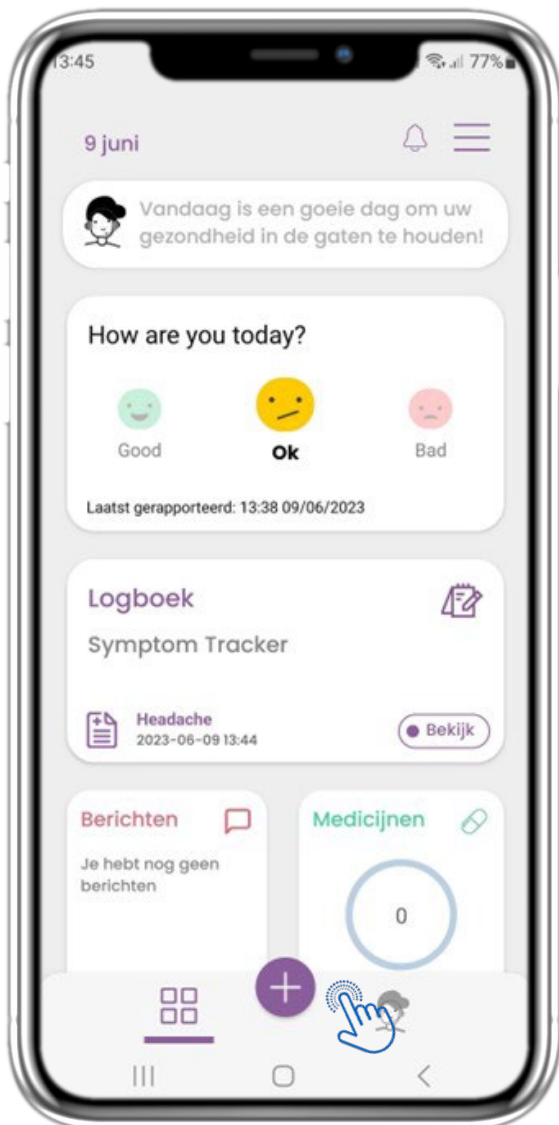 13:45
77%
9 juni
Vandaag is een goeie dag om uw
gezondheid in de gaten te houden!
How are you today?
Good
Ok
Bad
Laatst gerapporteerd: 13:38 09/06/2023
Logboek
Symptom Tracker
Headache
2023-06-09 13:44
Bekijk
Berichten
Je hebt nog geen
berichten
Medicijnen
0